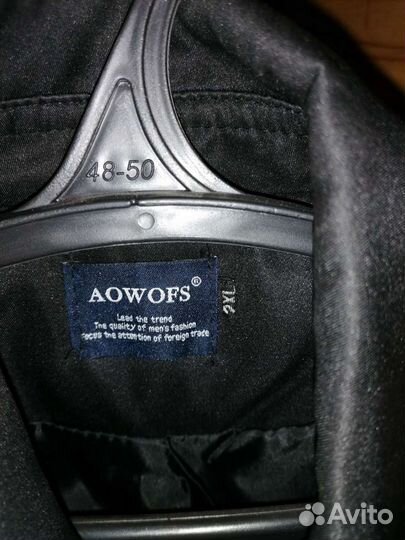 48-50
AOWOFS®
Lead the trend
The quality of men's fashion
Focus the attention of foreign trade
2XL
Avito